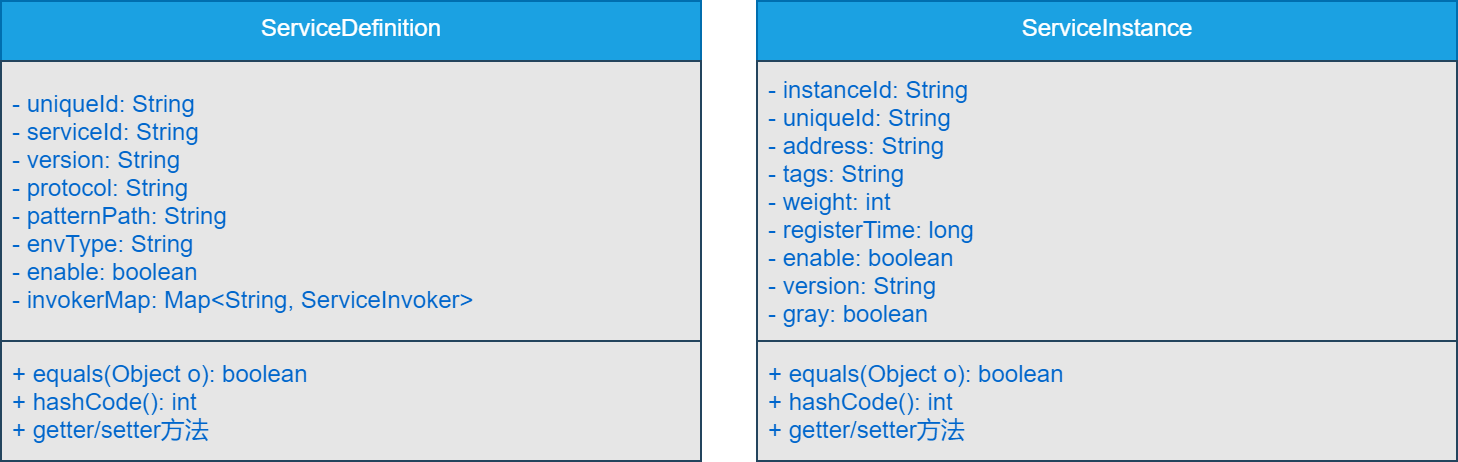 ServiceDefinition
- uniqueId: String
- serviceId: String
- version: String
- protocol: String
- patternPath: String
- envType: String
- enable: boolean
- invokerMap: Map<String, ServiceInvoker>
+ equals(Object o): boolean
+ hashCode(): int
+ getter/setter方法
ServiceInstance
- instanceId: String
- uniqueId: String
- address: String
- tags: String
- weight: int
- registerTime: long
- enable: boolean
- version: String
- gray: boolean
+ equals(Object o): boolean
+ hashCode(): int
+ getter/setter方法